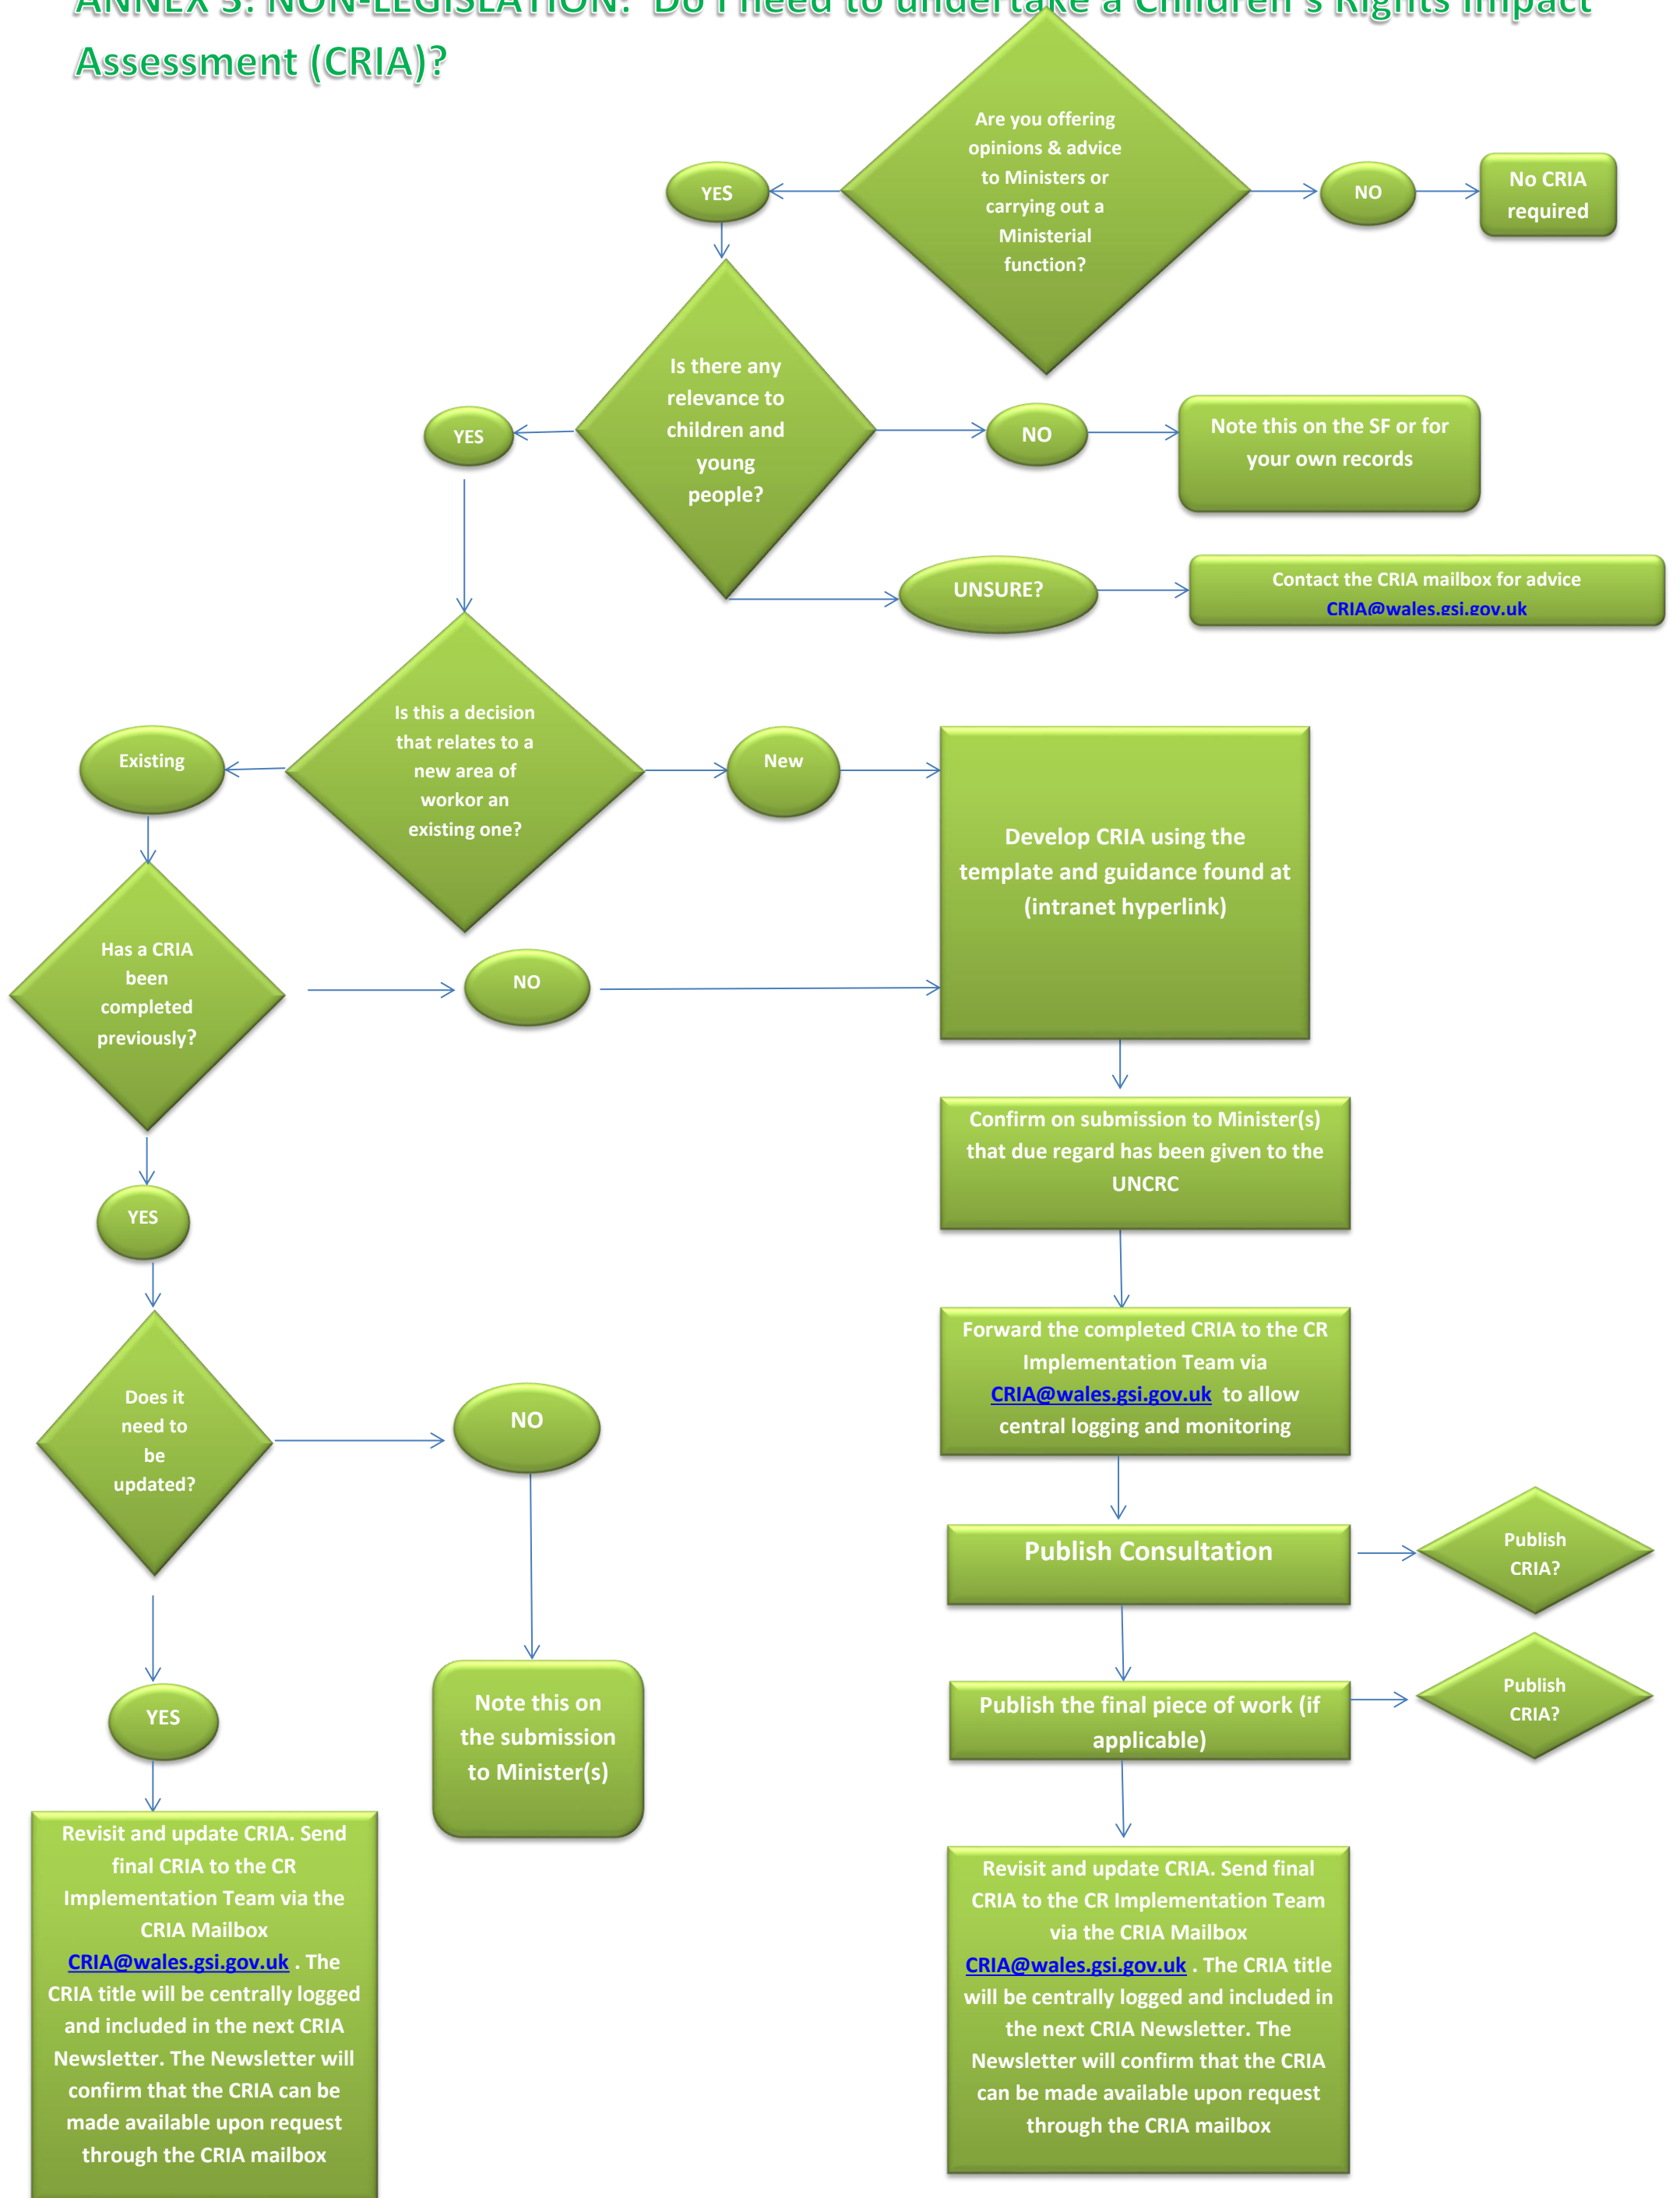 ANNEX 3: NON-LEGISLATION: Do I need to undertake a Children's Rights Impact
Assessment (CRIA)?
Are you offering
opinions & advice
to Ministers or
carrying out a
Ministerial
function?
YES
NO
No CRIA
required
Is there any
relevance to
children and
young
people?
YES
NO
Note this on the SF or for
your own records
UNSURE?
Contact the CRIA mailbox for advice
CRIA@wales.gsi.gov.uk
Is this a decision
that relates to a
new area of
workor an
existing one?
Existing
New
Develop CRIA using the
template and guidance found at
(intranet hyperlink)
Has a CRIA
been
completed
previously?
NO
YES
Confirm on submission to Minister(s)
that due regard has been given to the
UNCRC
Forward the completed CRIA to the CR
Implementation Team via
CRIA@wales.gsi.gov.uk to allow
central logging and monitoring
Does it
need to
be
updated?
NO
Publish Consultation
Publish
CRIA?
YES
Note this on
the submission
to Minister(s)
Publish the final piece of work (if
applicable)
Publish
CRIA?
Revisit and update CRIA. Send
final CRIA to the CR
Implementation Team via the
CRIA Mailbox
CRIA@wales.gsi.gov.uk . The
CRIA title will be centrally logged
and included in the next CRIA
Newsletter. The Newsletter will
confirm that the CRIA can be
made available upon request
through the CRIA mailbox
Revisit and update CRIA. Send final
CRIA to the CR Implementation Team
via the CRIA Mailbox
CRIA@wales.gsi.gov.uk . The CRIA title
will be centrally logged and included in
the next CRIA Newsletter. The
Newsletter will confirm that the CRIA
can be made available upon request
through the CRIA mailbox